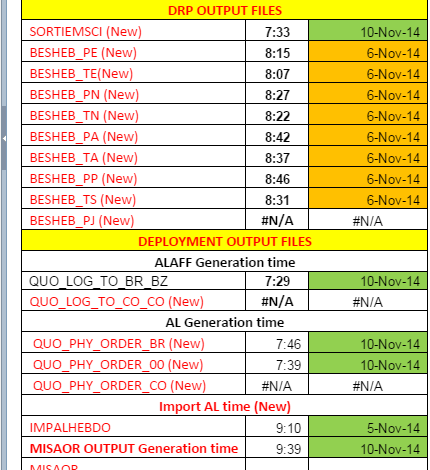 DRP OUTPUT FILES
SORTIEMSCI (New) 7:33 10-Nov-14
BESHEB_PE (New) 8:15 6-Nov-14
BESHEB_TE(New) 8:07 6-Nov-14
BESHEB_PN (New) 8:27 6-Nov-14
BESHEB_TN (New) 8:22 6-Nov-14
BESHEB_PA (New) 8:42 6-Nov-14
BESHEB_TA (New) 8:37 6-Nov-14
BESHEB_PP (New) 8:46 6-Nov-14
BESHEB_TS (New) 8:31 6-Nov-14
BESHEB_PJ (New) #N/A #N/A
DEPLOYMENT OUTPUT FILES
ALAFF Generation time
QUO_LOG_TO_BR_BZ 7:29 10-Nov-14
QUO_LOG_TO_CO_CO (New) #N/A #N/A
AL Generation time
QUO_PHY_ORDER_BR (New) 7:46 10-Nov-14
QUO_PHY_ORDER_00 (New) 7:39 10-Nov-14
QUO_PHY_ORDER_CO (New) #N/A #N/A
Import AL time (New)
IMPALHEBDO 9:10 5-Nov-14
MISAOR OUTPUT Generation time 9:39 10-Nov-14
MISAOR